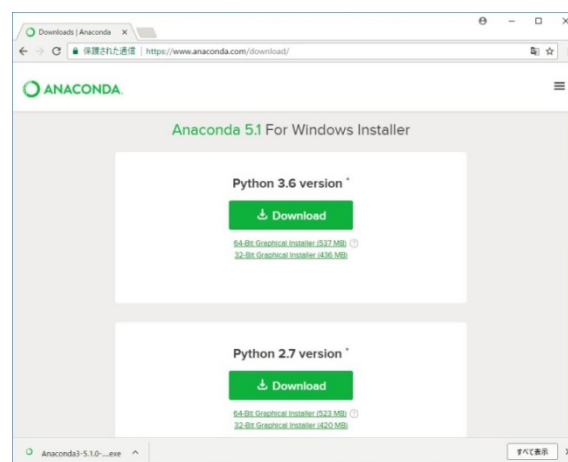 Downloads | Anaconda
保護された通信 | https://www.anaconda.com/download/
ANACONDA.
Anaconda 5.1 For Windows Installer
Python 3.6 version *
Download
64-Bit Graphical Installer (537 MB) ?
32-Bit Graphical Installer (436 MB)
Python 2.7 version *
Download
64-Bit Graphical Installer (523 MB) ?
32-Bit Graphical Installer (420 MB)
Anaconda3-5.1.0-....exe
すべて表示